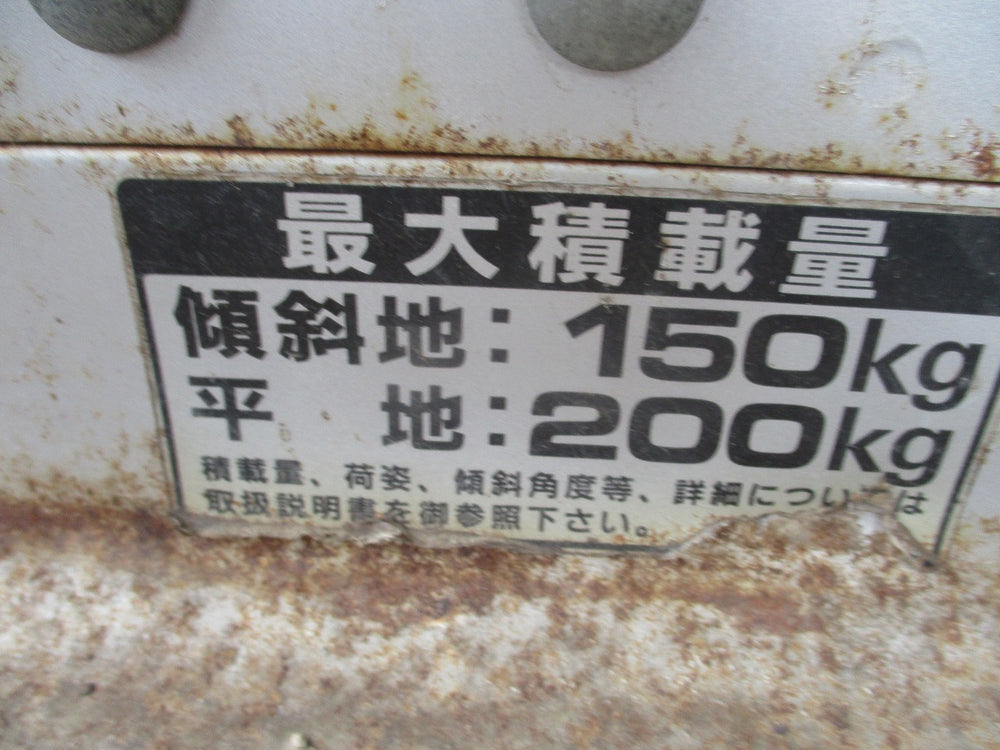 最大積載量
傾斜地：150kg
平　地：200kg
積載量、荷姿、傾斜角度等、詳細については
取扱説明書を御参照下さい。